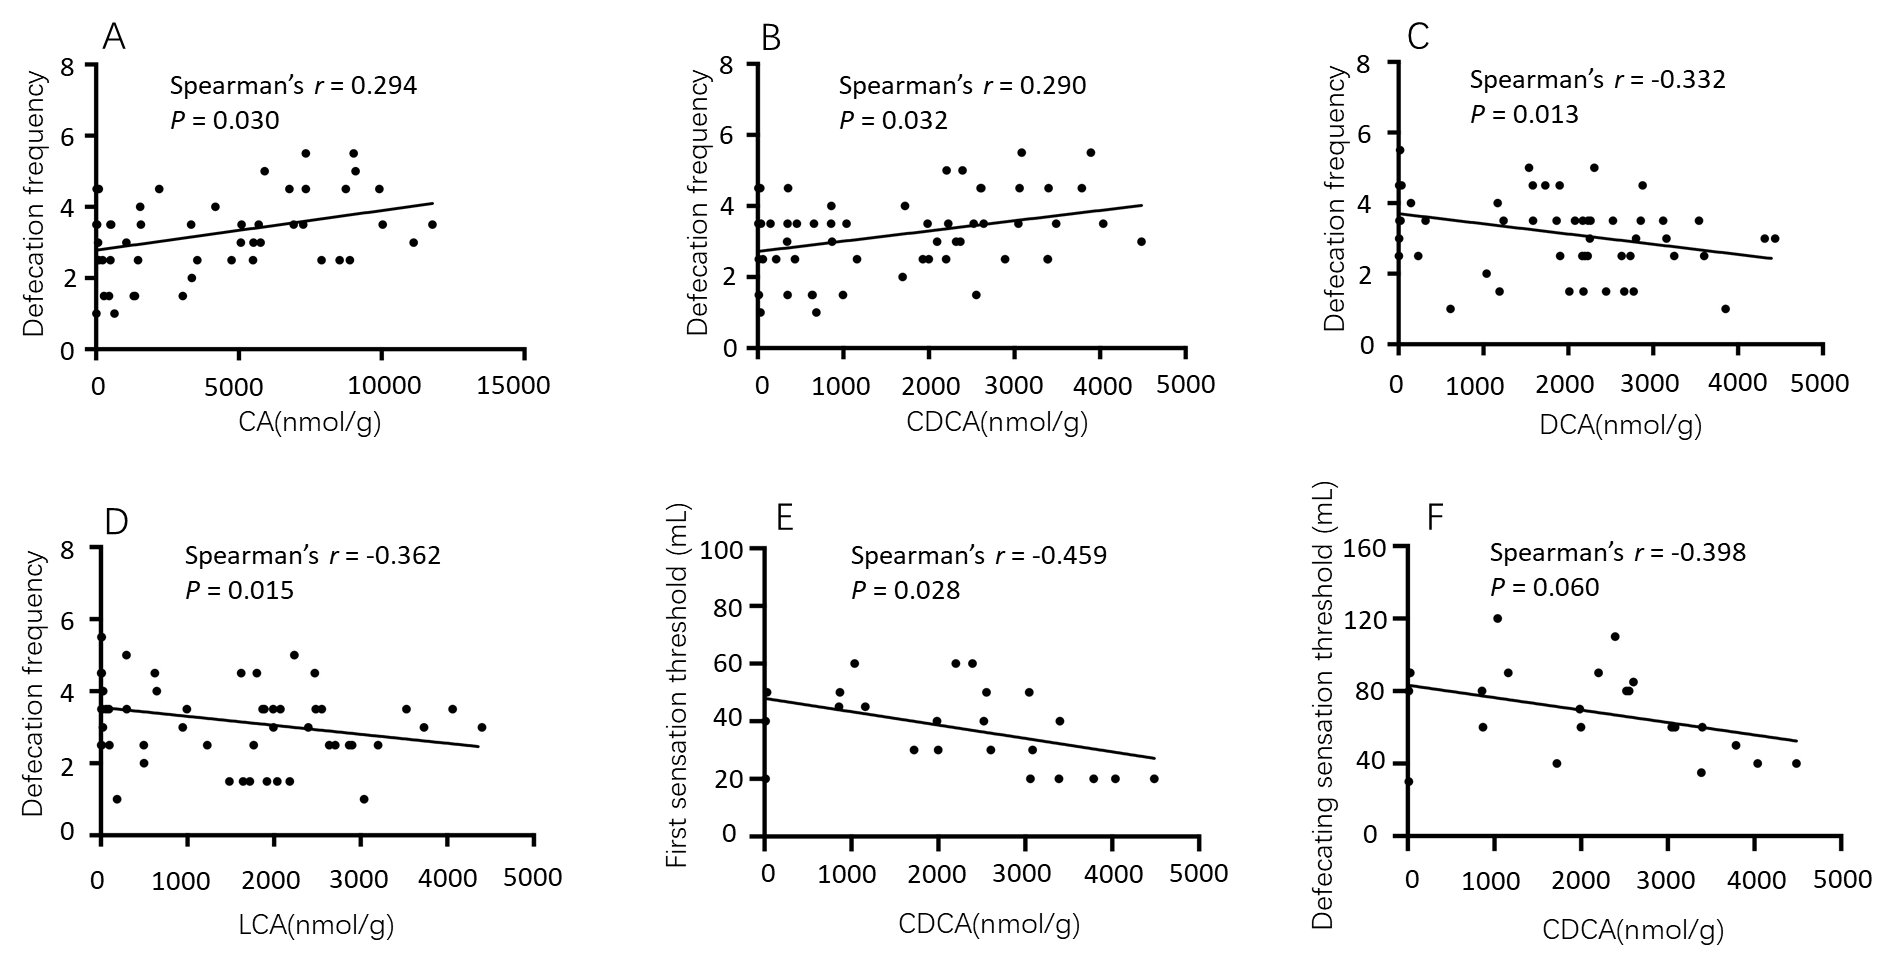 A
Spearman’s r = 0.294
P = 0.030
Defecation frequency
8
6
4
2
0
0 5000 10000 15000
CA(nmol/g)
B
Spearman’s r = 0.290
P = 0.032
Defecation frequency
8
6
4
2
0
0 1000 2000 3000 4000 5000
CDCA(nmol/g)
C
Spearman’s r = -0.332
P = 0.013
Defecation frequency
8
6
4
2
0
0 1000 2000 3000 4000 5000
DCA(nmol/g)
D
Spearman’s r = -0.362
P = 0.015
Defecation frequency
8
6
4
2
0
0 1000 2000 3000 4000 5000
LCA(nmol/g)
E
Spearman’s r = -0.459
P = 0.028
First sensation threshold (mL)
100
80
60
40
20
0
0 1000 2000 3000 4000 5000
CDCA(nmol/g)
F
Spearman’s r = -0.398
P = 0.060
Defecating sensation threshold (mL)
160
120
80
40
0
0 1000 2000 3000 4000 5000
CDCA(nmol/g)